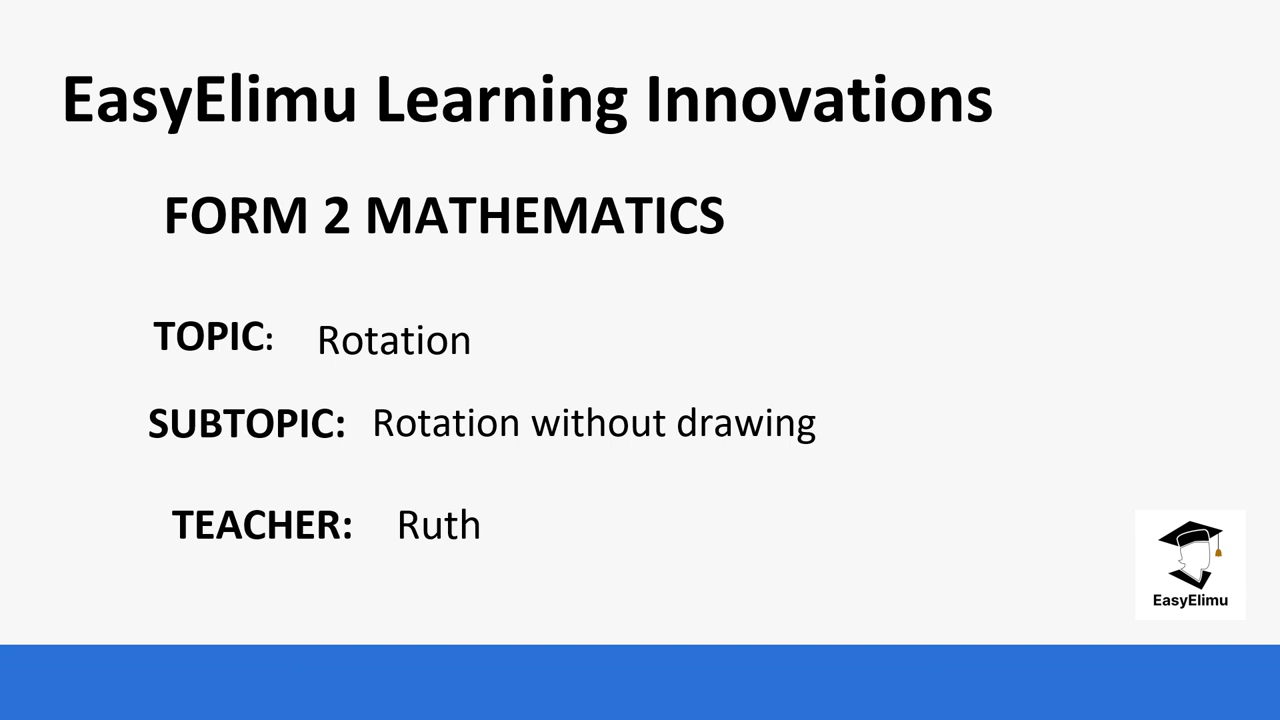 EasyElimu Learning Innovations
FORM 2 MATHEMATICS
TOPIC: Rotation
SUBTOPIC: Rotation without drawing
TEACHER: Ruth
EasyElimu